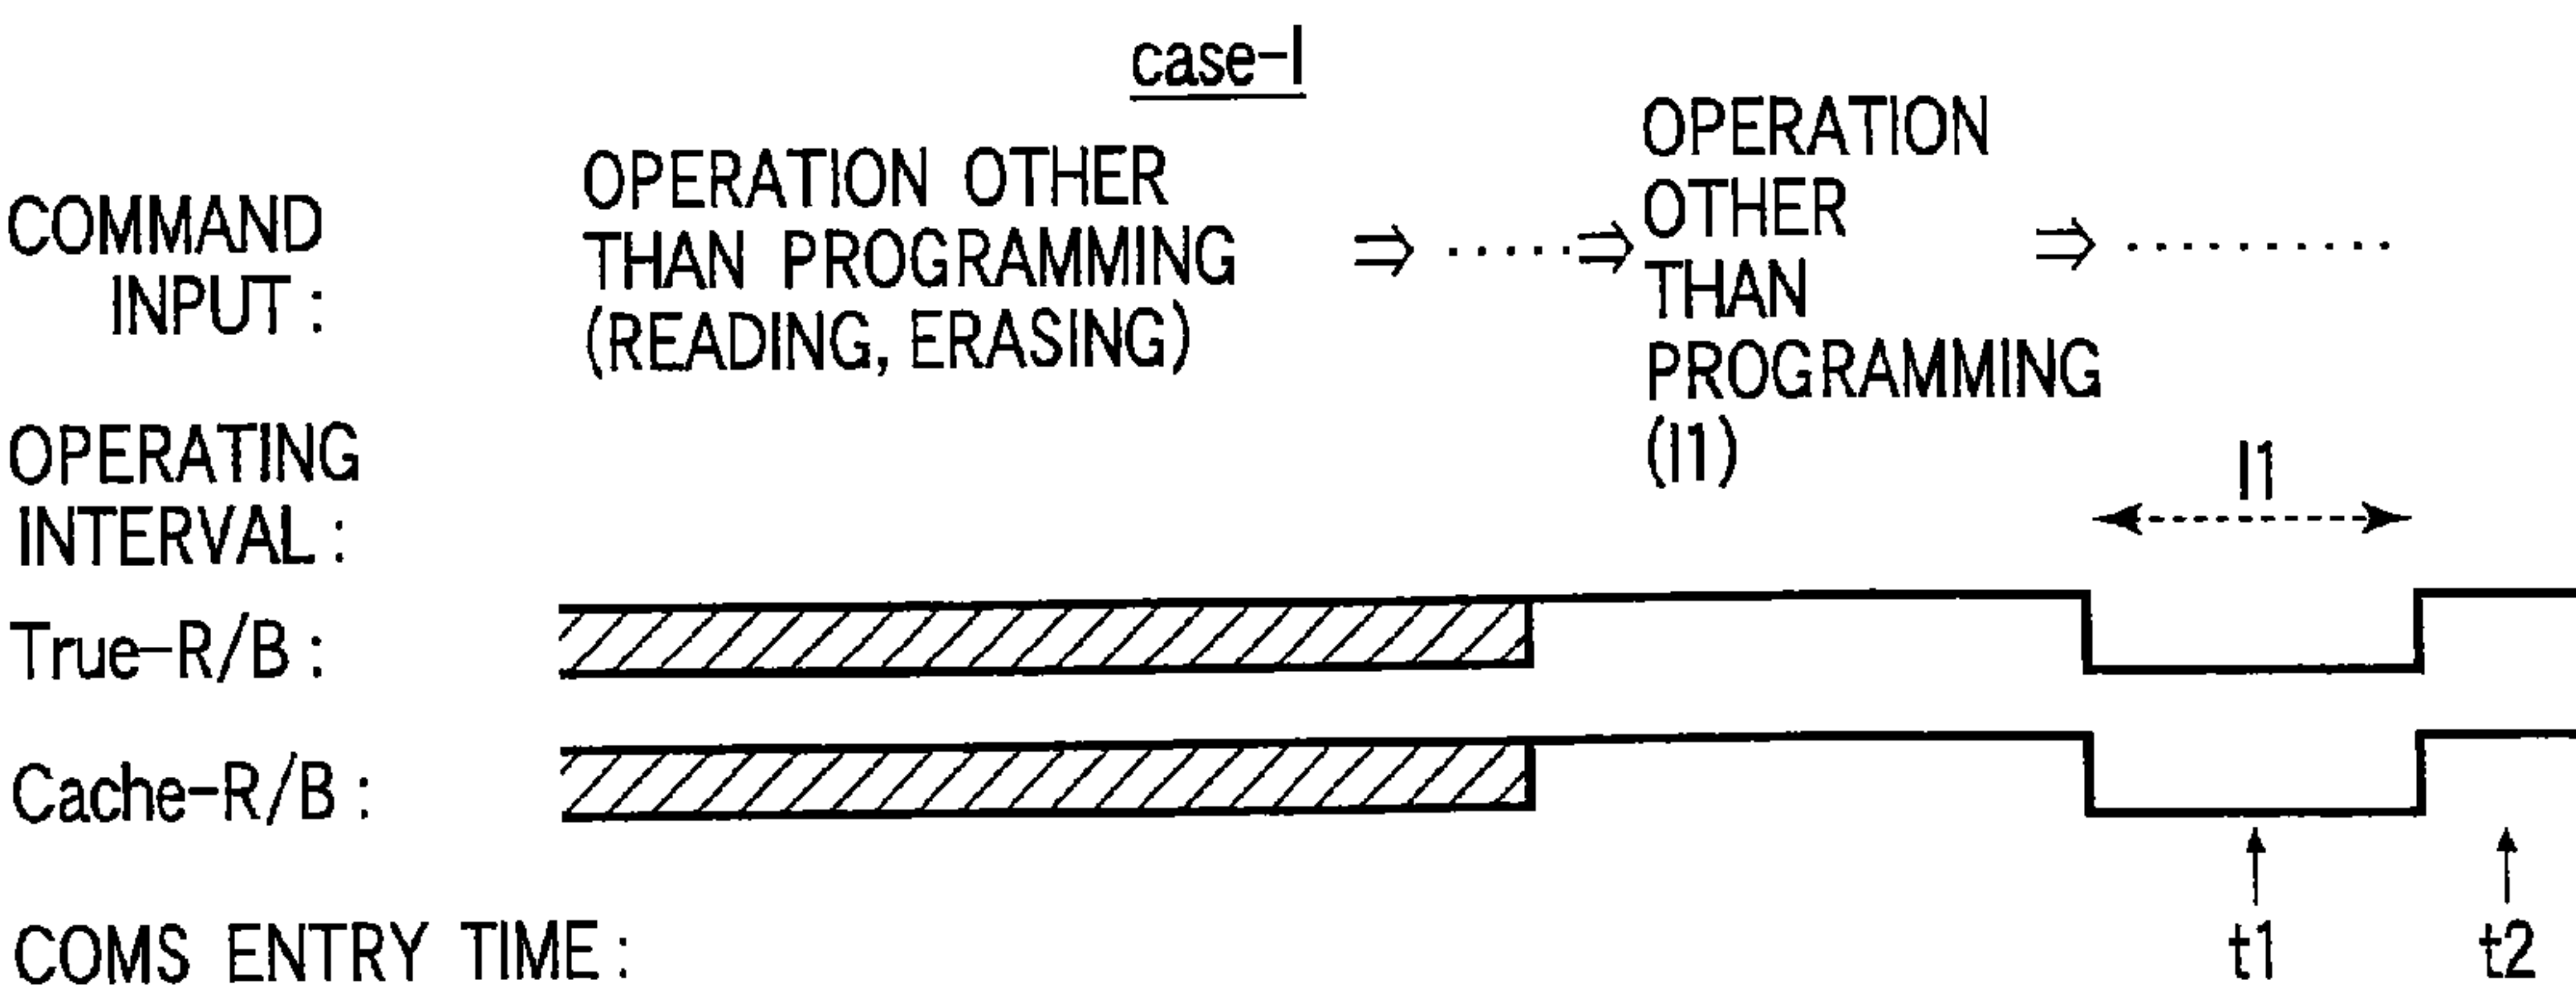 case-I
COMMAND
INPUT :
OPERATION OTHER
THAN PROGRAMMING
(READING, ERASING)
⇒ ·····⇒
OPERATION
OTHER
THAN
PROGRAMMING
(I1)
⇒ ··········
OPERATING
INTERVAL :
I1
True-R/B :
Cache-R/B :
COMS ENTRY TIME :
t1
t2